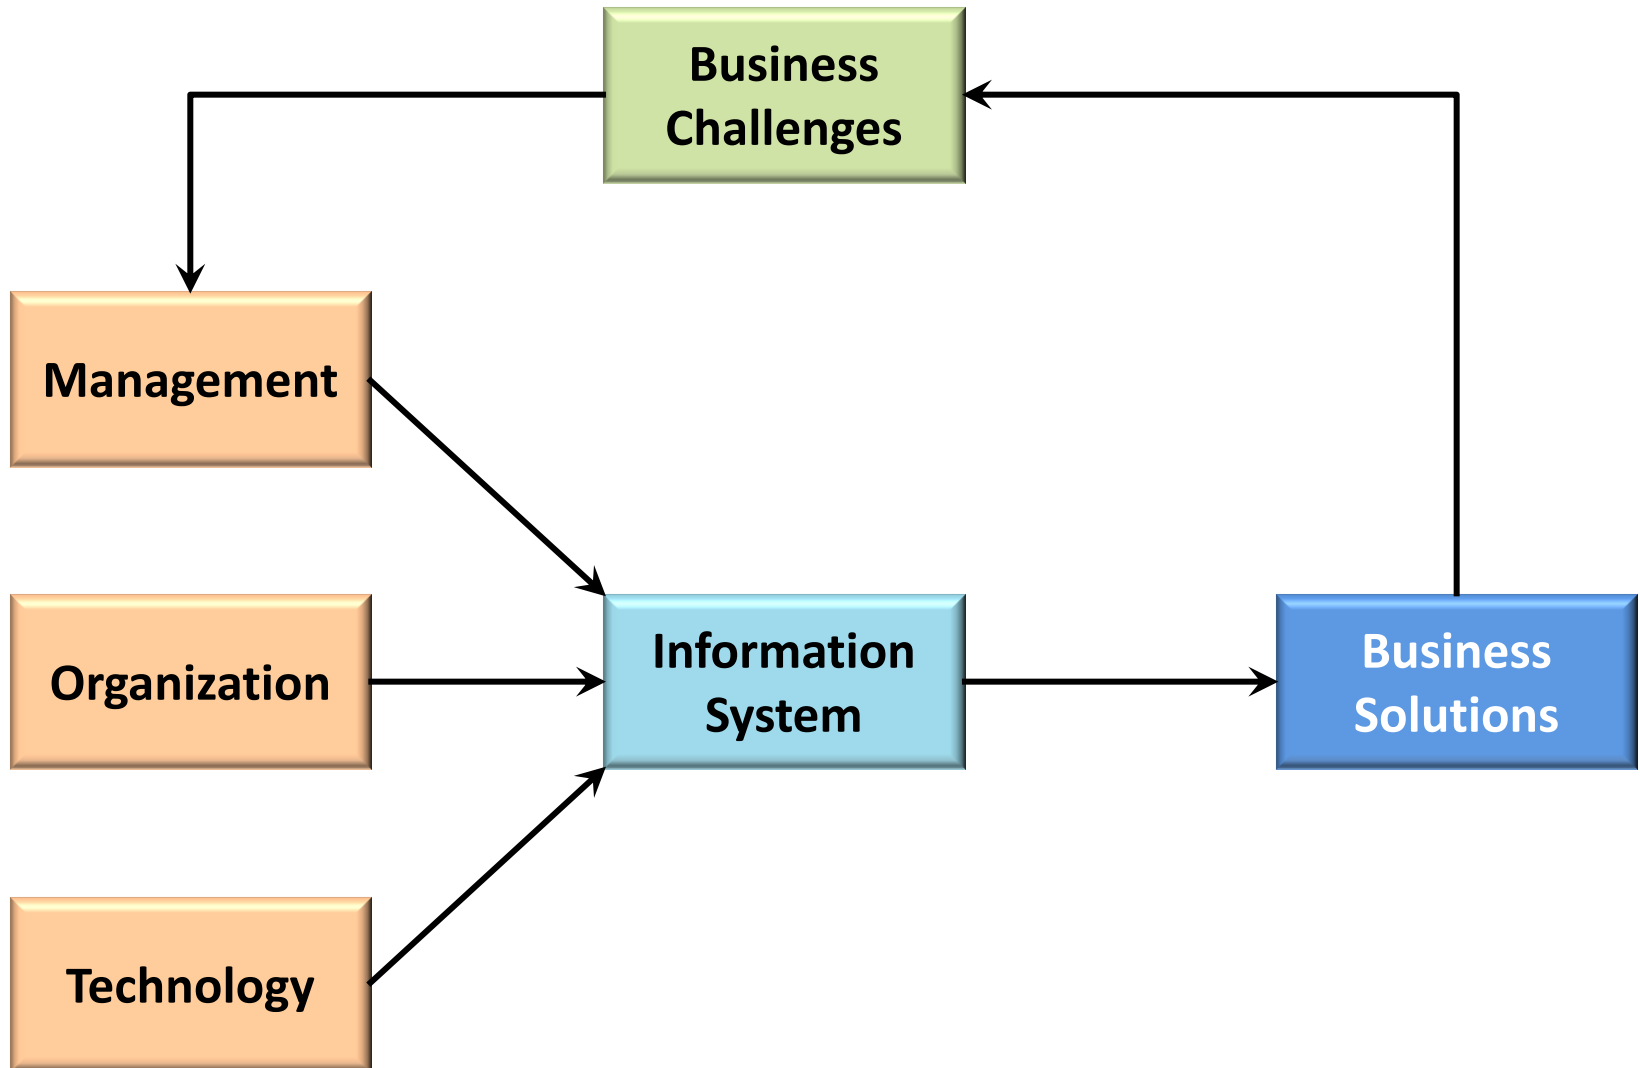 Business
Challenges
Management
Organization
Information
System
Business
Solutions
Technology